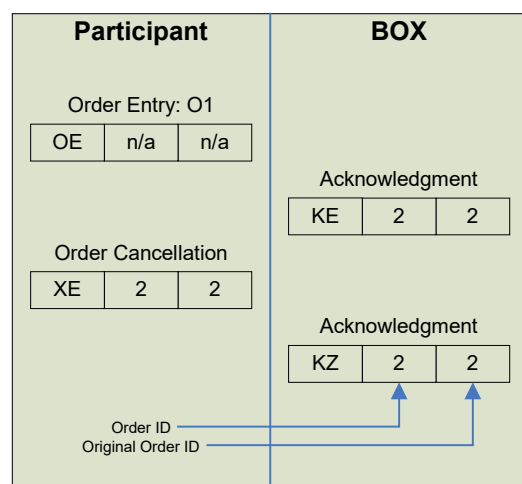 Participant BOX
Order Entry: O1
OE n/a n/a
Acknowledgment
KE 2 2
Order Cancellation
XE 2 2
Acknowledgment
KZ 2 2
Order ID
Original Order ID